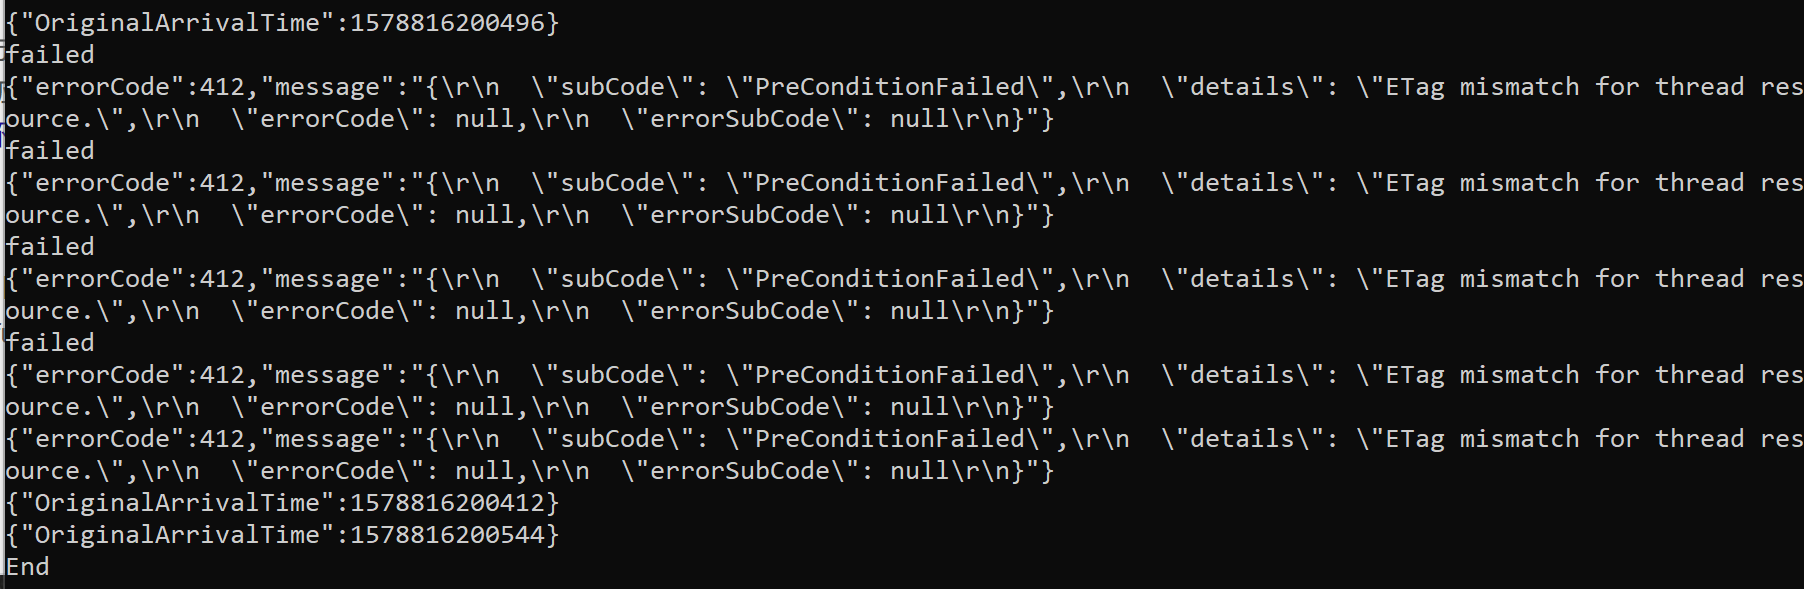 {"OriginalArrivalTime":1578816200496}
failed
{"errorCode":412,"message":"{\r\n  \"subCode\": \"PreConditionFailed\",\r\n  \"details\": \"ETag mismatch for thread res
ource.\",\r\n  \"errorCode\": null,\r\n  \"errorSubCode\": null\r\n}"}
failed
{"errorCode":412,"message":"{\r\n  \"subCode\": \"PreConditionFailed\",\r\n  \"details\": \"ETag mismatch for thread res
ource.\",\r\n  \"errorCode\": null,\r\n  \"errorSubCode\": null\r\n}"}
failed
{"errorCode":412,"message":"{\r\n  \"subCode\": \"PreConditionFailed\",\r\n  \"details\": \"ETag mismatch for thread res
ource.\",\r\n  \"errorCode\": null,\r\n  \"errorSubCode\": null\r\n}"}
failed
{"errorCode":412,"message":"{\r\n  \"subCode\": \"PreConditionFailed\",\r\n  \"details\": \"ETag mismatch for thread res
ource.\",\r\n  \"errorCode\": null,\r\n  \"errorSubCode\": null\r\n}"}
{"errorCode":412,"message":"{\r\n  \"subCode\": \"PreConditionFailed\",\r\n  \"details\": \"ETag mismatch for thread res
ource.\",\r\n  \"errorCode\": null,\r\n  \"errorSubCode\": null\r\n}"}
{"OriginalArrivalTime":1578816200412}
{"OriginalArrivalTime":1578816200544}
End